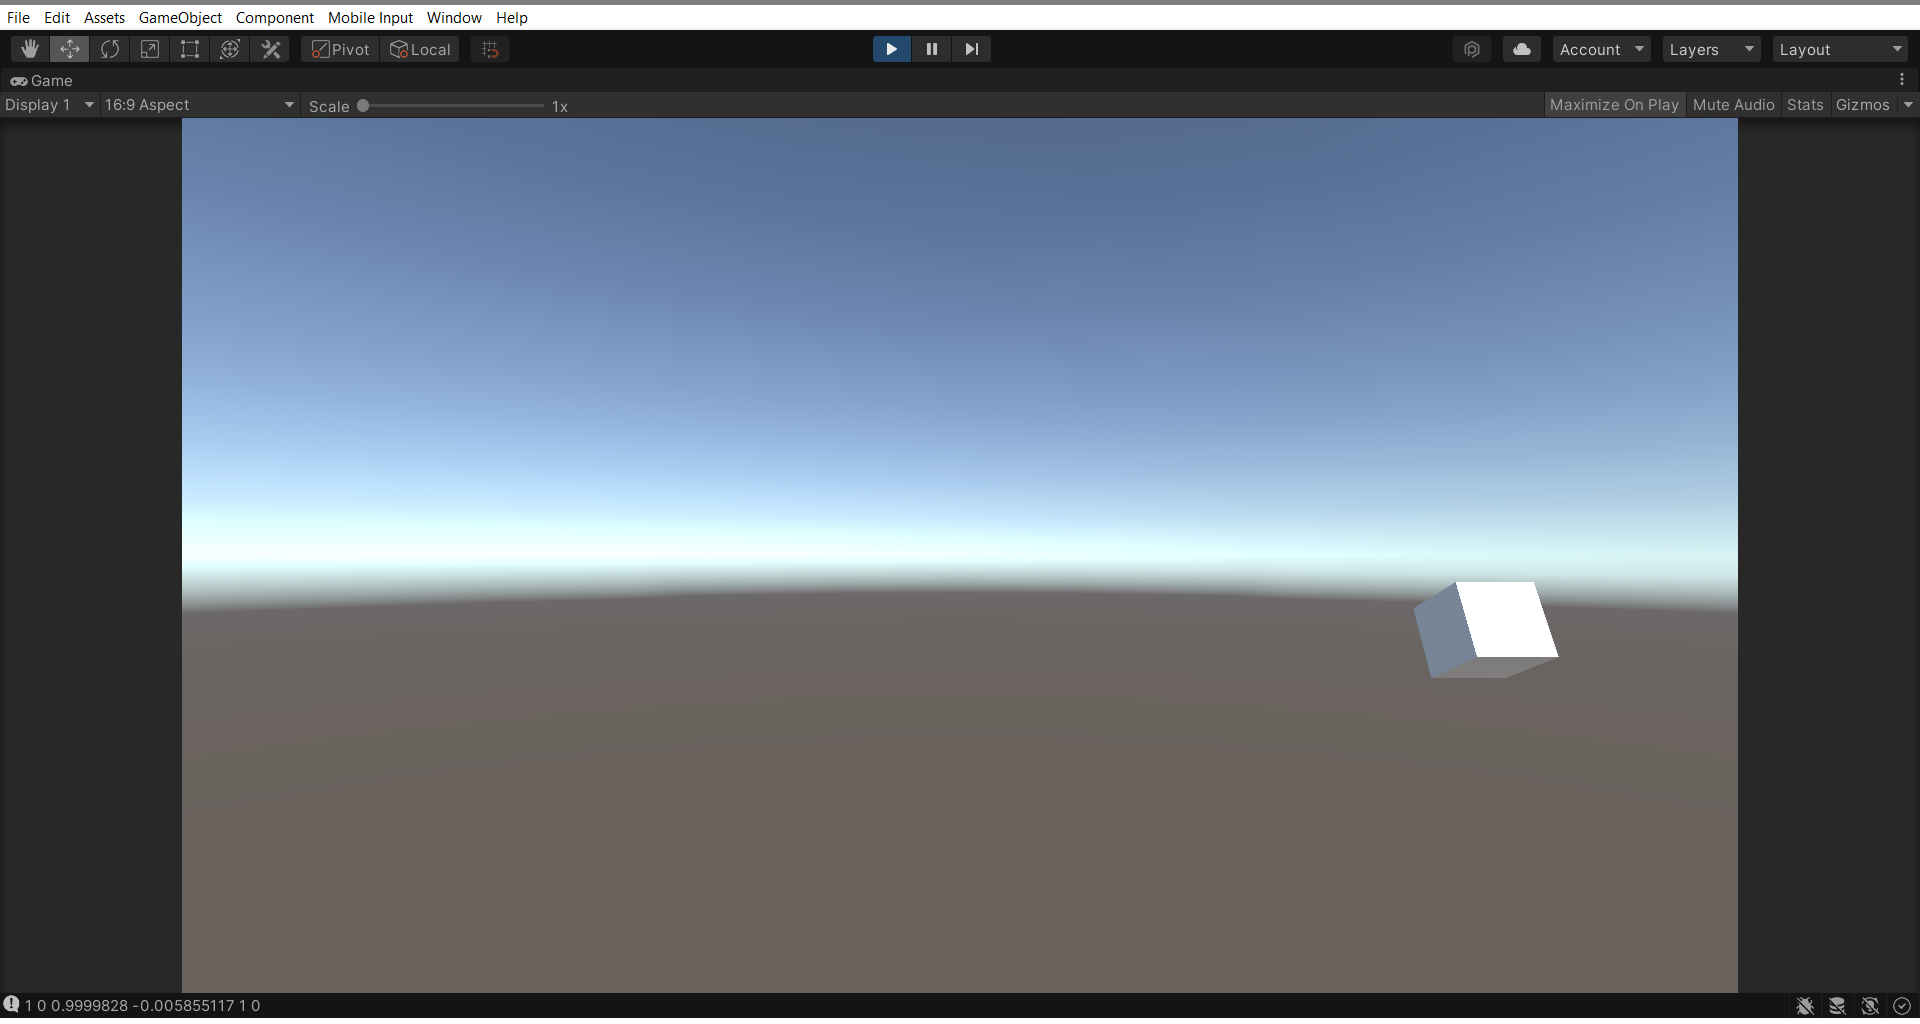 File Edit Assets GameObject Component Mobile Input Window Help
Pivot Local Account Layers Layout
Game
Display 1 16:9 Aspect Scale 1x Maximize On Play Mute Audio Stats Gizmos
1 0 0.9999828 -0.005855117 1 0